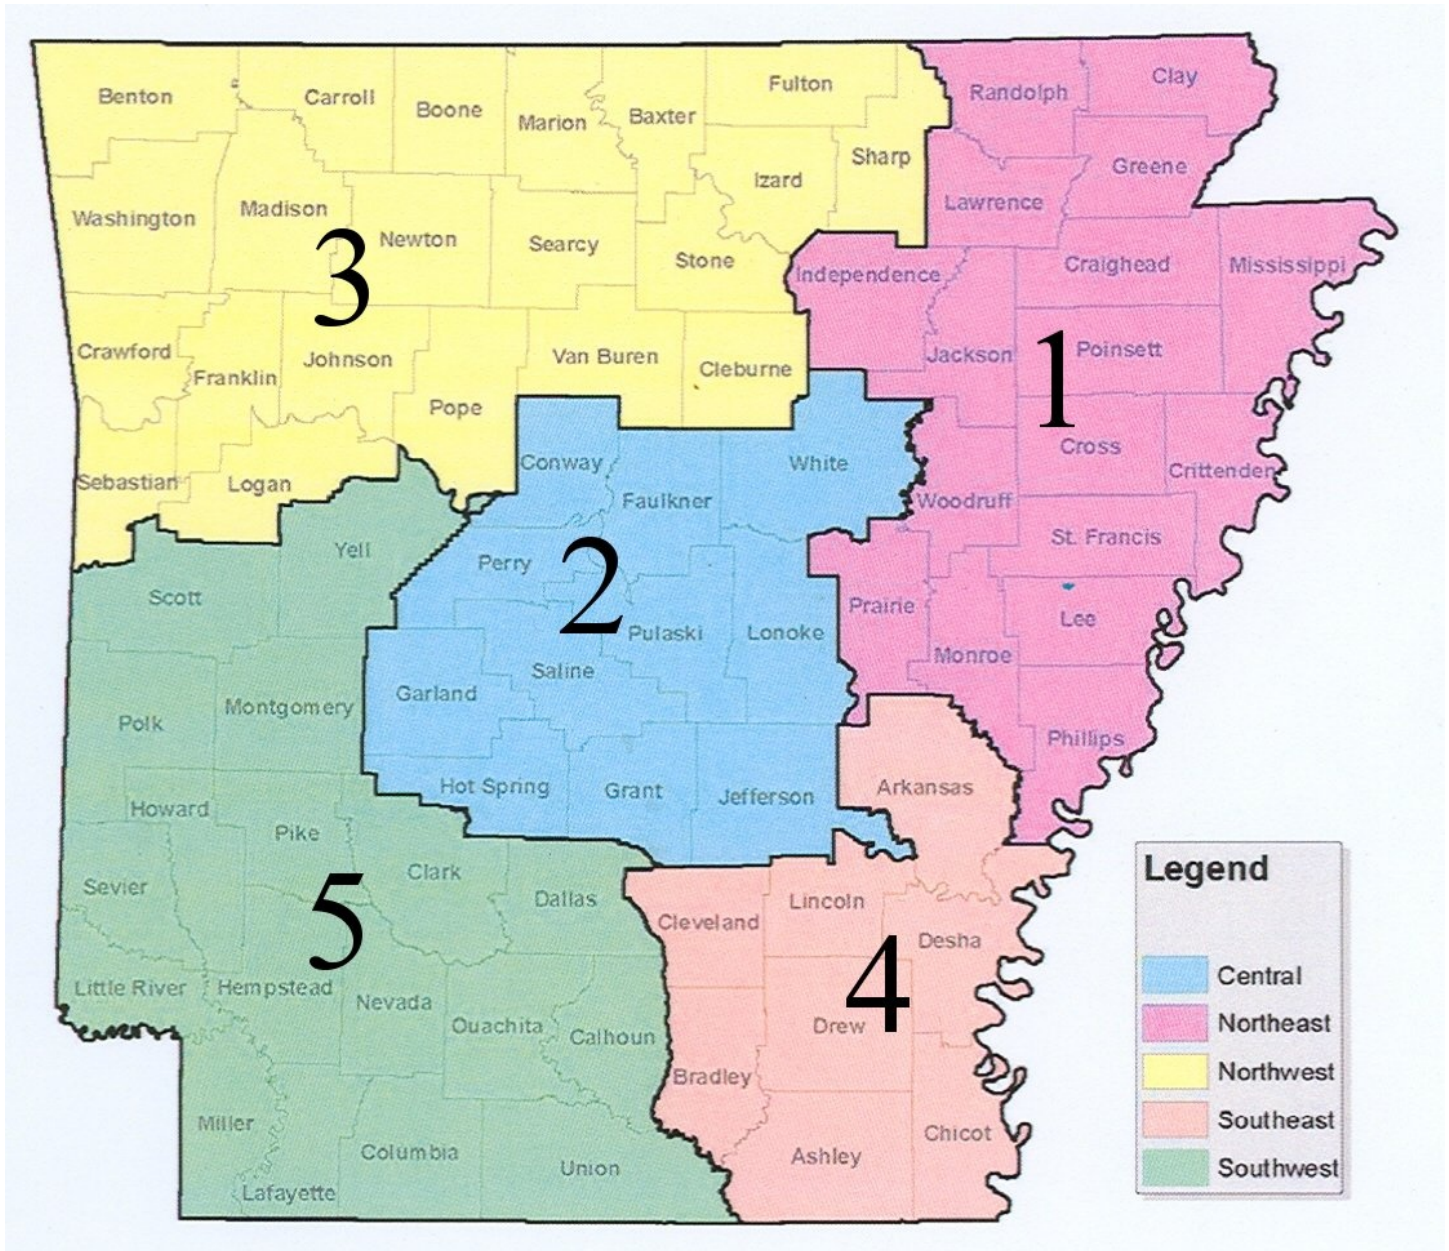 Benton
Carroll
Boone
Marion
Baxter
Fulton
Randolph
Clay
Sharp
Izard
Greene
Washington
Madison
Newton
Searcy
Stone
Lawrence
3
Independence
Craighead
Mississippi
Crawford
Franklin
Johnson
Van Buren
Cleburne
Jackson
1
Poinsett
Pope
Sebastian
Logan
Conway
White
Cross
Crittenden
Faulkner
Woodruff
Yell
Perry
2
St. Francis
Scott
Pulaski
Lonoke
Prairie
Lee
Saline
Monroe
Polk
Montgomery
Garland
Phillips
Howard
Hot Spring
Grant
Jefferson
Arkansas
Pike
Sevier
Clark
Dallas
Cleveland
Lincoln
5
Desha
4
Little River
Hempstead
Nevada
Ouachita
Calhoun
Drew
Bradley
Miller
Columbia
Union
Ashley
Chicot
Lafayette
Legend
Central
Northeast
Northwest
Southeast
Southwest